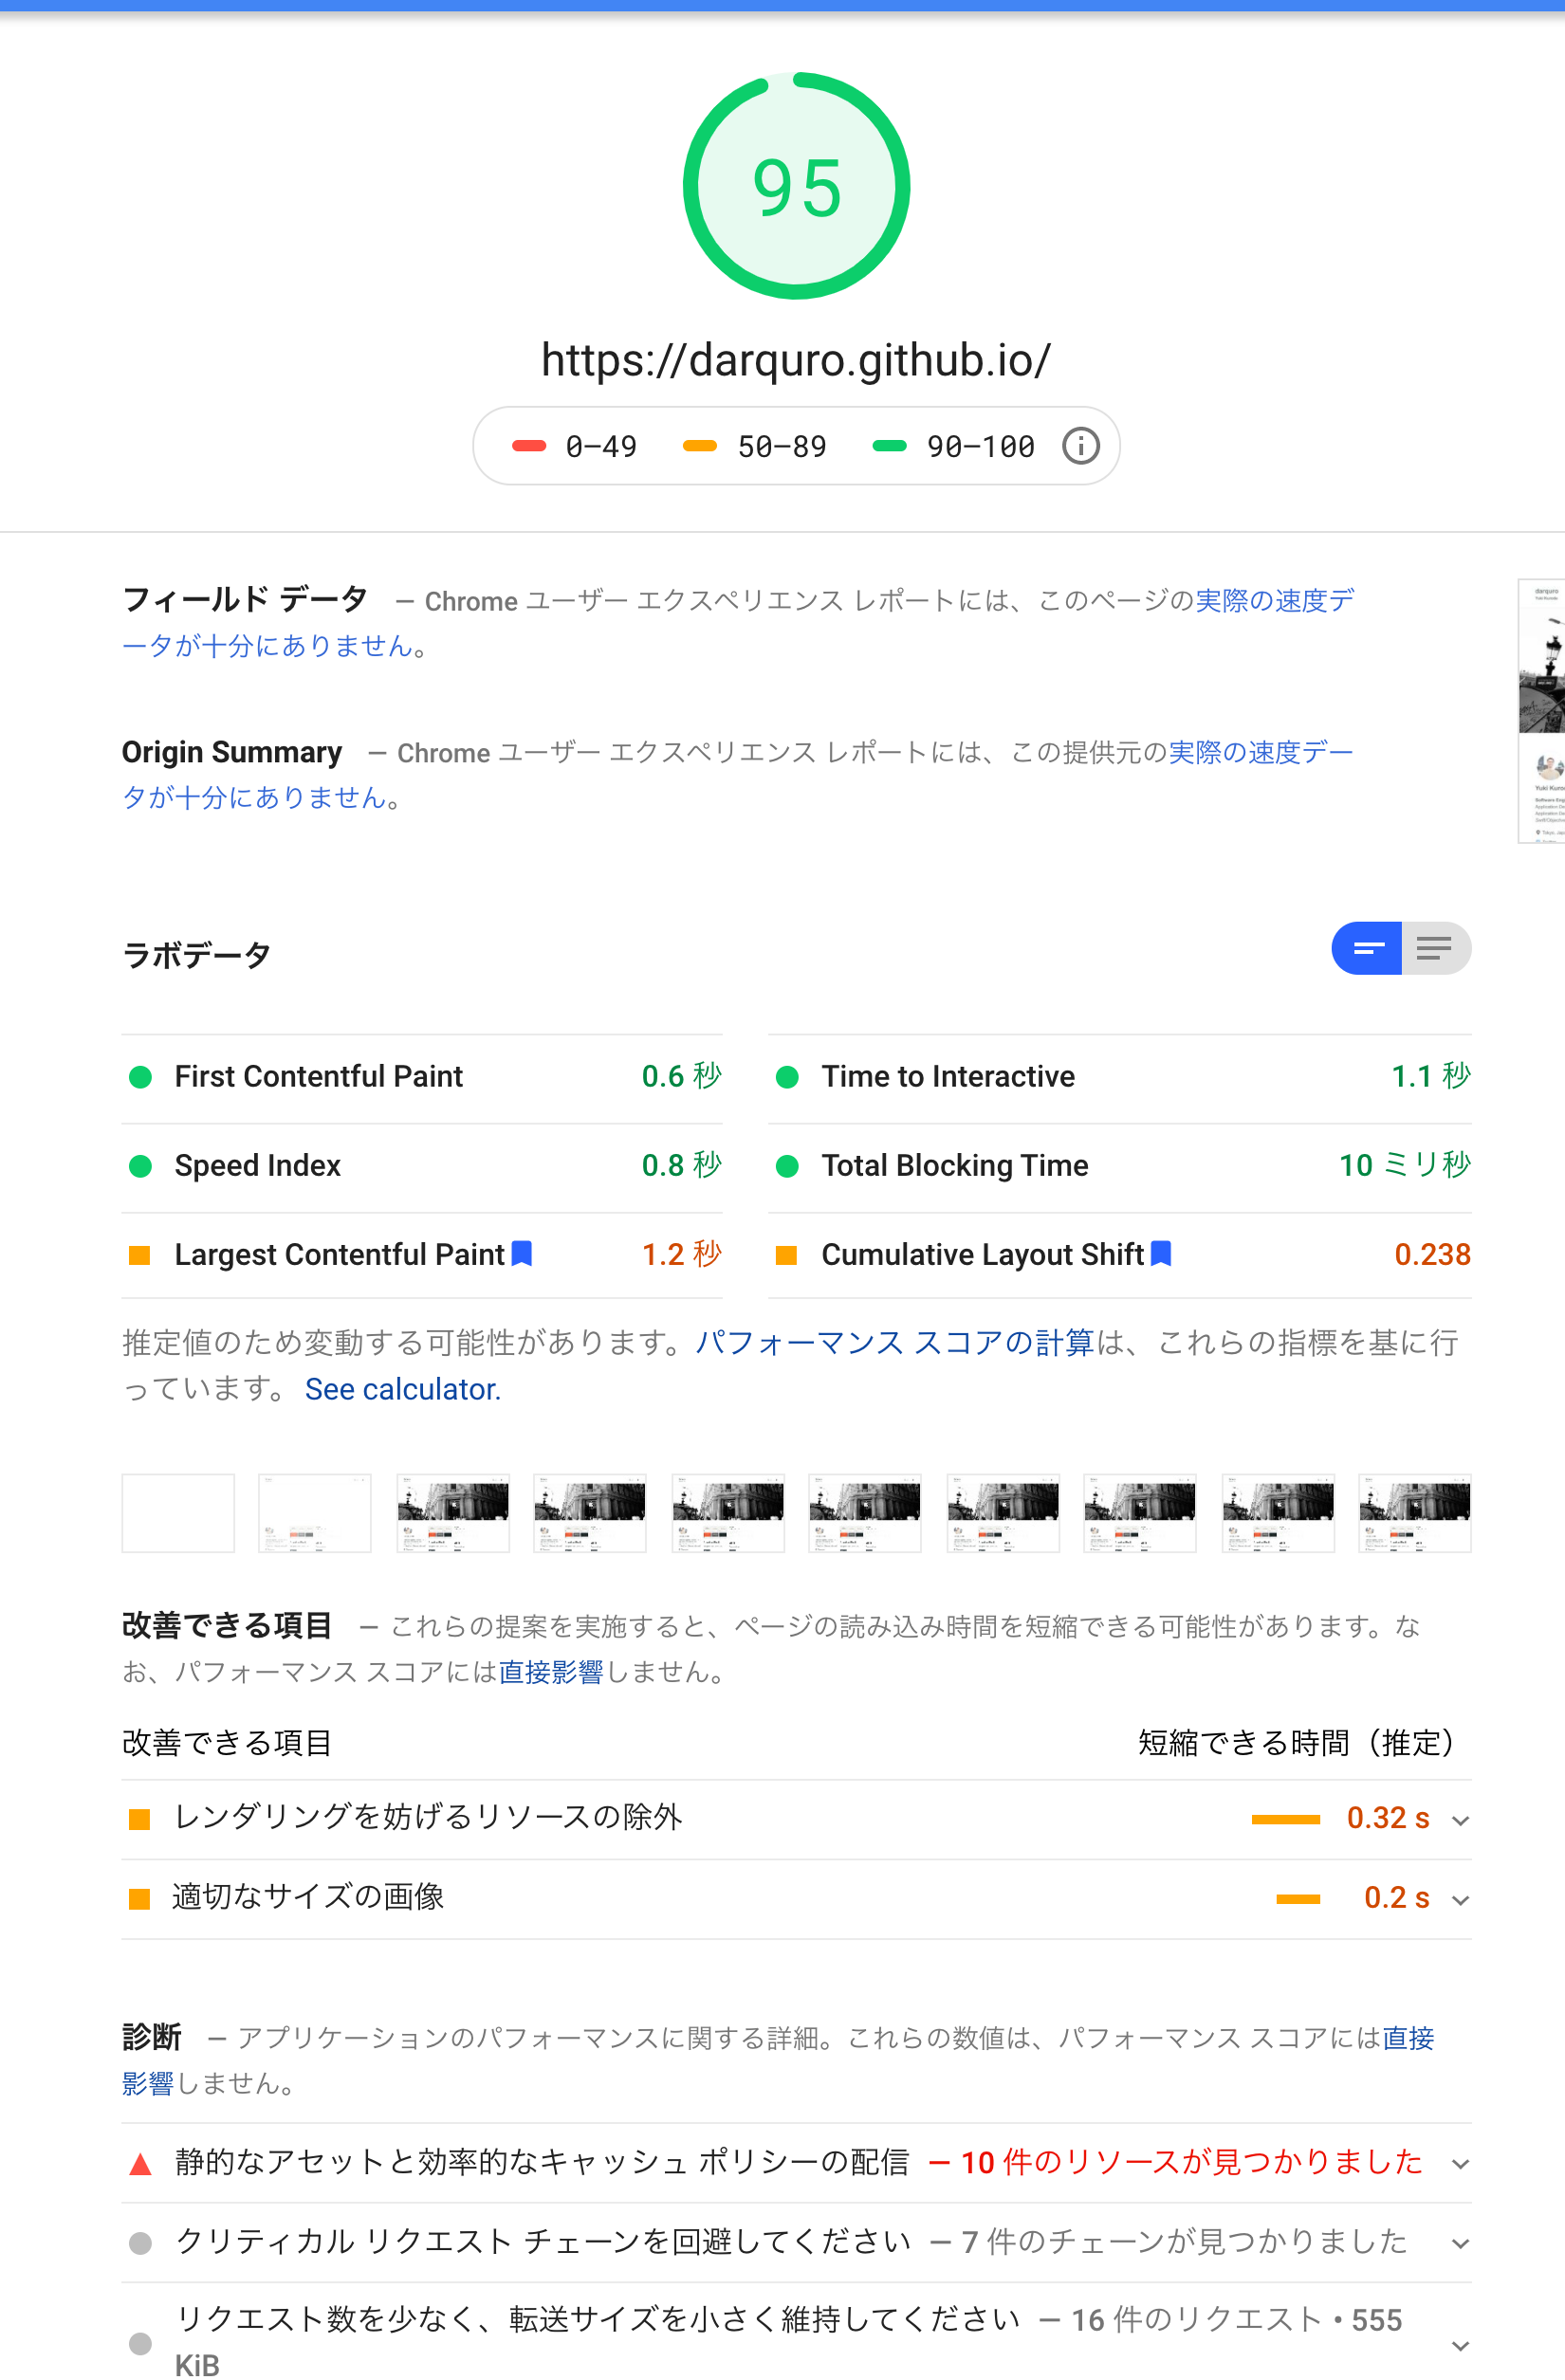 95
https://darquro.github.io/
0–49 50–89 90–100
フィールド データ — Chrome ユーザー エクスペリエンス レポートには、このページの実際の速度デ
ータが十分にありません。
Origin Summary — Chrome ユーザー エクスペリエンス レポートには、この提供元の実際の速度デー
タが十分にありません。
darquro
ラボデータ
First Contentful Paint 0.6 秒
Time to Interactive 1.1 秒
Speed Index 0.8 秒
Total Blocking Time 10 ミリ秒
Largest Contentful Paint 1.2 秒
Cumulative Layout Shift 0.238
推定値のため変動する可能性があります。パフォーマンス スコアの計算は、これらの指標を基に行
っています。 See calculator.
改善できる項目 — これらの提案を実施すると、ページの読み込み時間を短縮できる可能性があります。な
お、パフォーマンス スコアには直接影響しません。
改善できる項目 短縮できる時間（推定）
レンダリングを妨げるリソースの除外 0.32 s
適切なサイズの画像 0.2 s
診断 — アプリケーションのパフォーマンスに関する詳細。これらの数値は、パフォーマンス スコアには直接
影響しません。
静的なアセットと効率的なキャッシュ ポリシーの配信 — 10 件のリソースが見つかりました
クリティカル リクエスト チェーンを回避してください — 7 件のチェーンが見つかりました
リクエスト数を少なく、転送サイズを小さく維持してください — 16 件のリクエスト • 555
KiB